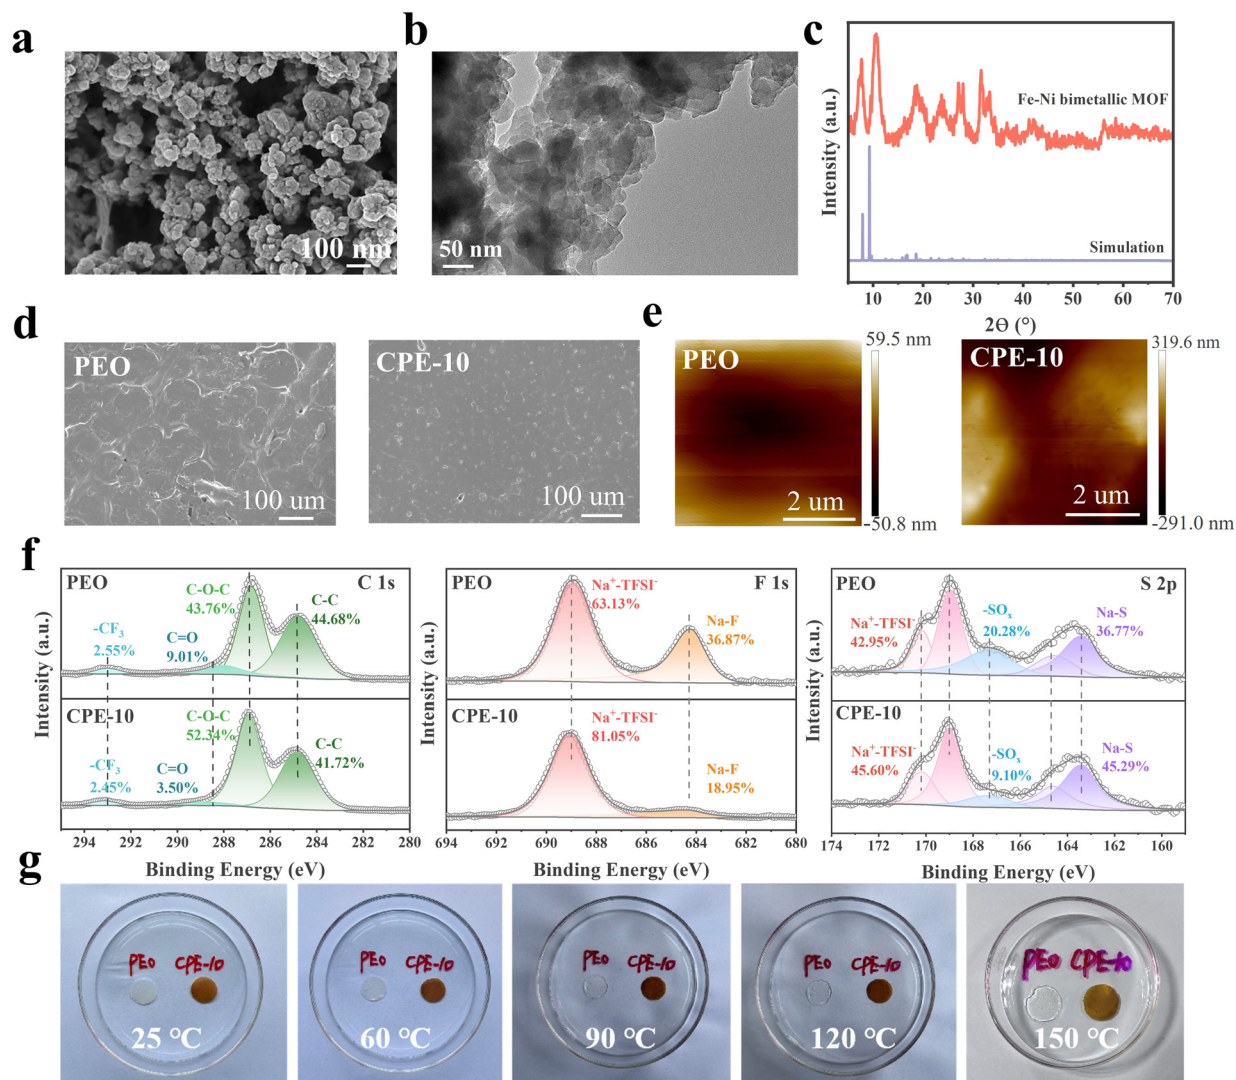 a
100 nm
b
50 nm
c
Intensity (a.u.)
Fe-Ni bimetallic MOF
Simulation
10 20 30 40 50 60 70
2Θ (°)
d
PEO
100 um
CPE-10
100 um
e
PEO
2 um
59.5 nm
-50.8 nm
CPE-10
2 um
319.6 nm
-291.0 nm
f
Intensity (a.u.)
PEO
C 1s
-CF3
2.55%
C=O
9.01%
C-O-C
43.76%
C-C
44.68%
CPE-10
-CF3
2.45%
C=O
3.50%
C-O-C
52.34%
C-C
41.72%
294 292 290 288 286 284 282 280
Binding Energy (eV)
Intensity (a.u.)
PEO
F 1s
Na+-TFSI-
63.13%
Na-F
36.87%
CPE-10
Na+-TFSI-
81.05%
Na-F
18.95%
696 694 692 690 688 686 684 682 680
Binding Energy (eV)
Intensity (a.u.)
PEO
S 2p
Na+-TFSI-
42.95%
-SOx
20.28%
Na-S
36.77%
CPE-10
Na+-TFSI-
45.60%
-SOx
9.10%
Na-S
45.29%
174 172 170 168 166 164 162 160
Binding Energy (eV)
g
PEO CPE-10
25 °C
PEO CPE-10
60 °C
PEO CPE-10
90 °C
PEO CPE-10
120 °C
PEO CPE-10
150 °C